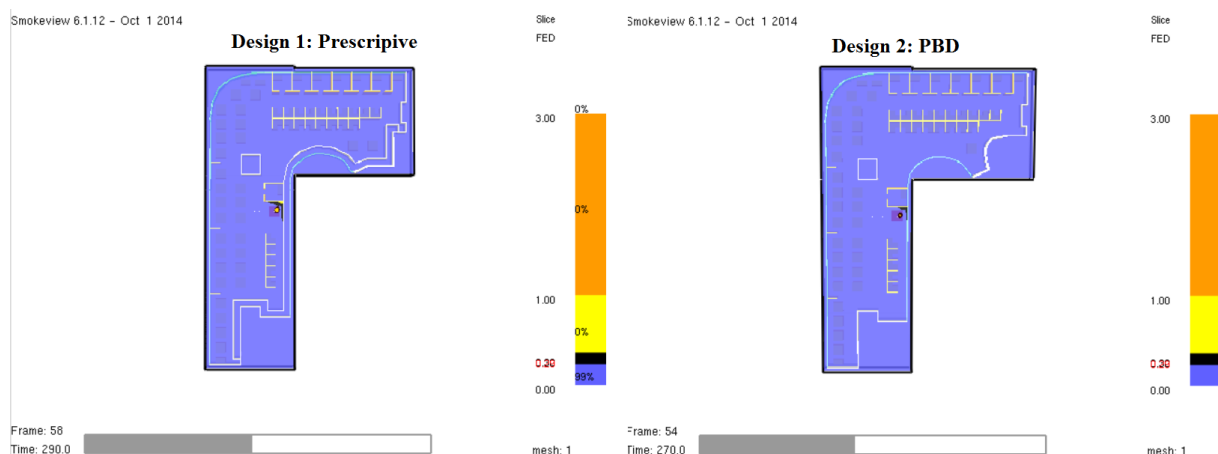 Smokeview 6.1.12 - Oct 1 2014
Slice
FED
Design 1: Prescripive
3.00
0%
0%
1.00
0%
0.30
0.00
99%
Frame: 58
Time: 290.0
mesh: 1
Smokeview 6.1.12 - Oct 1 2014
Slice
FED
Design 2: PBD
3.00
1.00
0.30
0.00
Frame: 54
Time: 270.0
mesh: 1